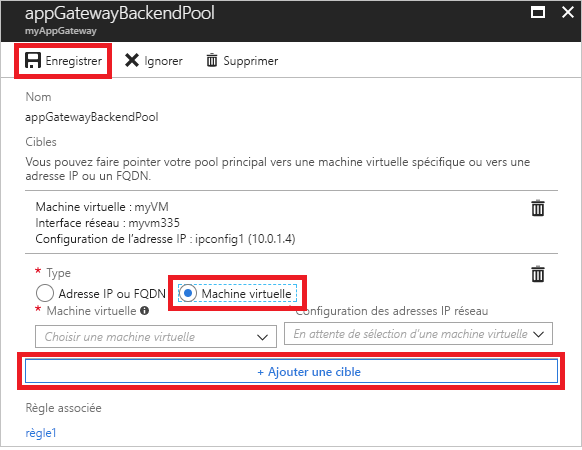 appGatewayBackendPool
myAppGateway
Enregistrer Ignorer Supprimer
Nom
appGatewayBackendPool
Cibles
Vous pouvez faire pointer votre pool principal vers une machine virtuelle spécifique ou vers une
adresse IP ou un FQDN.
Machine virtuelle : myVM
Interface réseau : myvm335
Configuration de l'adresse IP : ipconfig1 (10.0.1.4)
* Type
Adresse IP ou FQDN Machine virtuelle
* Machine virtuelle Configuration des adresses IP réseau
Choisir une machine virtuelle En attente de sélection d'une machine virtuelle
+ Ajouter une cible
Règle associée
règle1